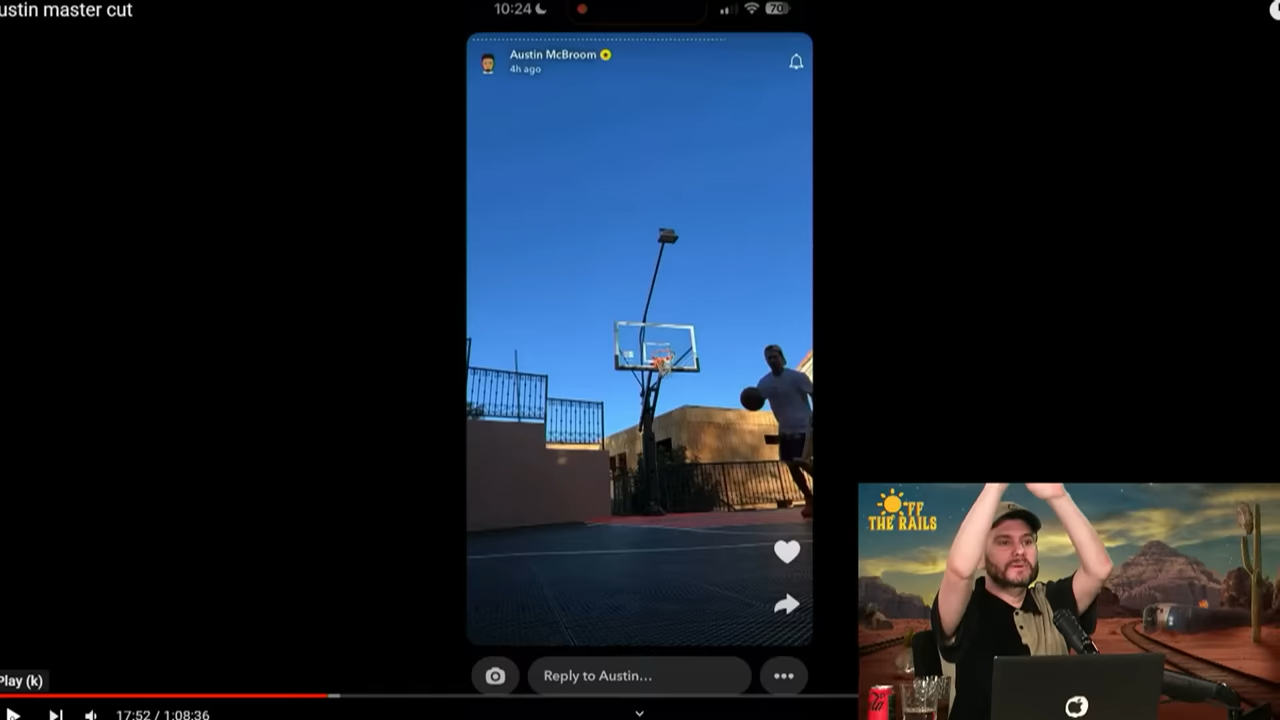 ustin master cut
10:24
70
Austin McBroom
4h ago
FF
THE RAILS
Reply to Austin...
Play (k)
17:52 / 1:08:36